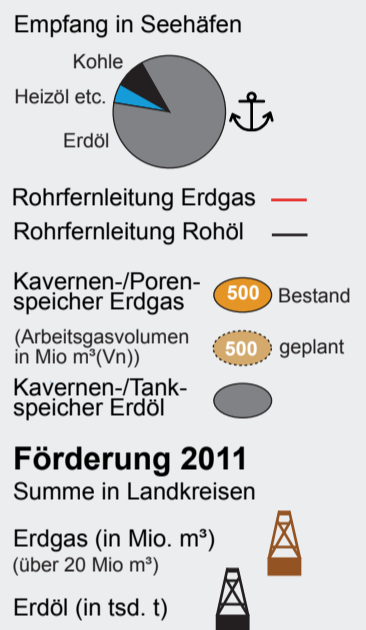 Empfang in Seehäfen
Kohle
Heizöl etc.
Erdöl
Rohrfernleitung Erdgas
Rohrfernleitung Rohöl
Kavernen-/Poren-
speicher Erdgas
500 Bestand
(Arbeitsgasvolumen
in Mio m³(Vn))
500 geplant
Kavernen-/Tank-
speicher Erdöl
Förderung 2011
Summe in Landkreisen
Erdgas (in Mio. m³)
(über 20 Mio m³)
Erdöl (in tsd. t)